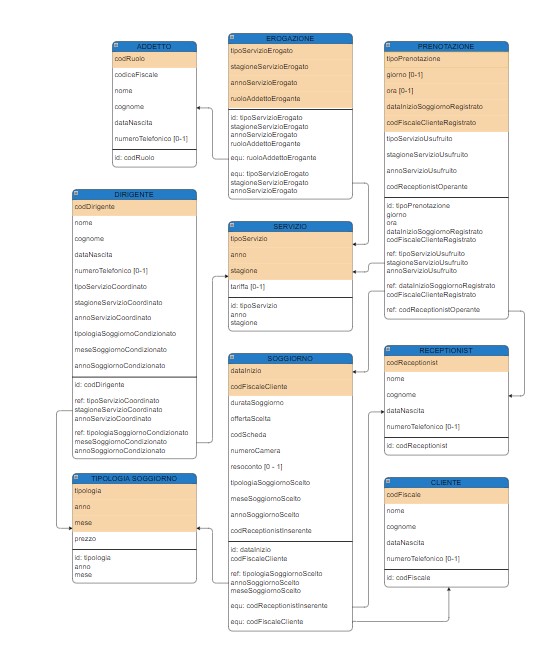 ADDETTO
codRuolo
codiceFiscale
nome
cognome
dataNascita
numeroTelefonico [0-1]
id: codRuolo
EROGAZIONE
tipoServizioErogato
stagioneServizioErogato
annoServizioErogato
ruoloAddettoErogante
id: tipoServizioErogato
stagioneServizioErogato
annoServizioErogato
ruoloAddettoErogante
equ: ruoloAddettoErogante
equ: tipoServizioErogato
stagioneServizioErogato
annoServizioErogato
PRENOTAZIONE
tipoPrenotazione
giorno [0-1]
ora [0-1]
dataInizioSoggiornoRegistrato
codFiscaleClienteRegistrato
tipoServizioUsufruito
stagioneServizioUsufruito
annoServizioUsufruito
codReceptionistOperante
id: tipoPrenotazione
giorno
ora
dataInizioSoggiornoRegistrato
codFiscaleClienteRegistrato
ref: tipoServizioUsufruito
stagioneServizioUsufruito
annoServizioUsufruito
ref: dataInizioSoggiornoRegistrato
codFiscaleClienteRegistrato
ref: codReceptionistOperante
DIRIGENTE
codDirigente
nome
cognome
dataNascita
numeroTelefonico [0-1]
tipoServizioCoordinato
stagioneServizioCoordinato
annoServizioCoordinato
tipologiaSoggiornoCondizionato
meseSoggiornoCondizionato
annoSoggiornoCondizionato
id: codDirigente
ref: tipoServizioCoordinato
stagioneServizioCoordinato
annoServizioCoordinato
ref: tipologiaSoggiornoCondizionato
meseSoggiornoCondizionato
annoSoggiornoCondizionato
SERVIZIO
tipoServizio
anno
stagione
tariffa [0-1]
id: tipoServizio
anno
stagione
SOGGIORNO
dataInizio
codFiscaleCliente
durataSoggiorno
offertaScelta
codScheda
numeroCamera
resoconto [0 - 1]
tipologiaSoggiornoScelto
meseSoggiornoScelto
annoSoggiornoScelto
codReceptionistInserente
id: dataInizio
codFiscaleCliente
ref: tipologiaSoggiornoScelto
annoSoggiornoScelto
meseSoggiornoScelto
equ: codReceptionistInserente
equ: codFiscaleCliente
RECEPTIONIST
codReceptionist
nome
cognome
dataNascita
numeroTelefonico [0-1]
id: codReceptionist
TIPOLOGIA SOGGIORNO
tipologia
anno
mese
prezzo
id: tipologia
anno
mese
CLIENTE
codFiscale
nome
cognome
dataNascita
numeroTelefonico [0-1]
id: codFiscale